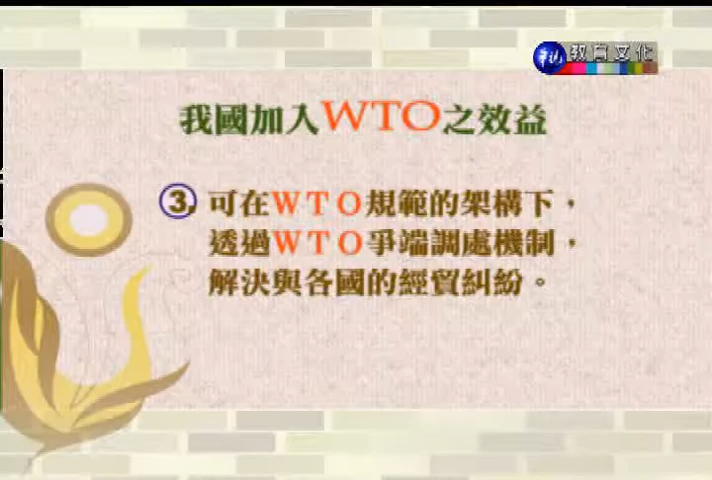 華視 教育文化
我國加入WTO之效益
3. 可在WTO規範的架構下，
透過WTO爭端調處機制，
解決與各國的經貿糾紛。